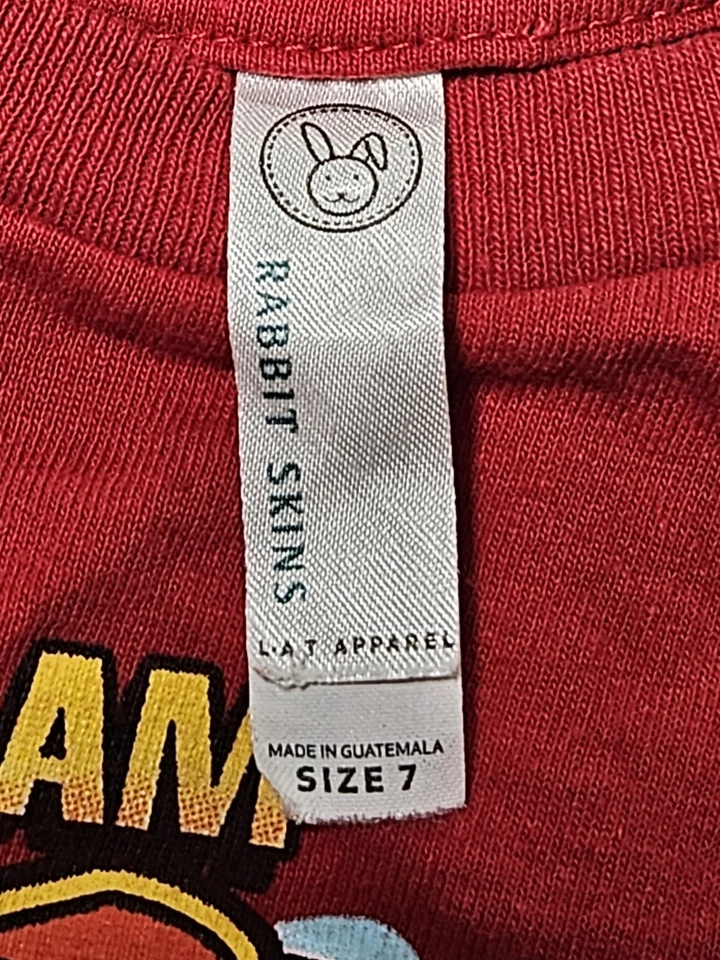 RABBIT SKINS
L·A T APPAREL
MADE IN GUATEMALA
SIZE 7
AM